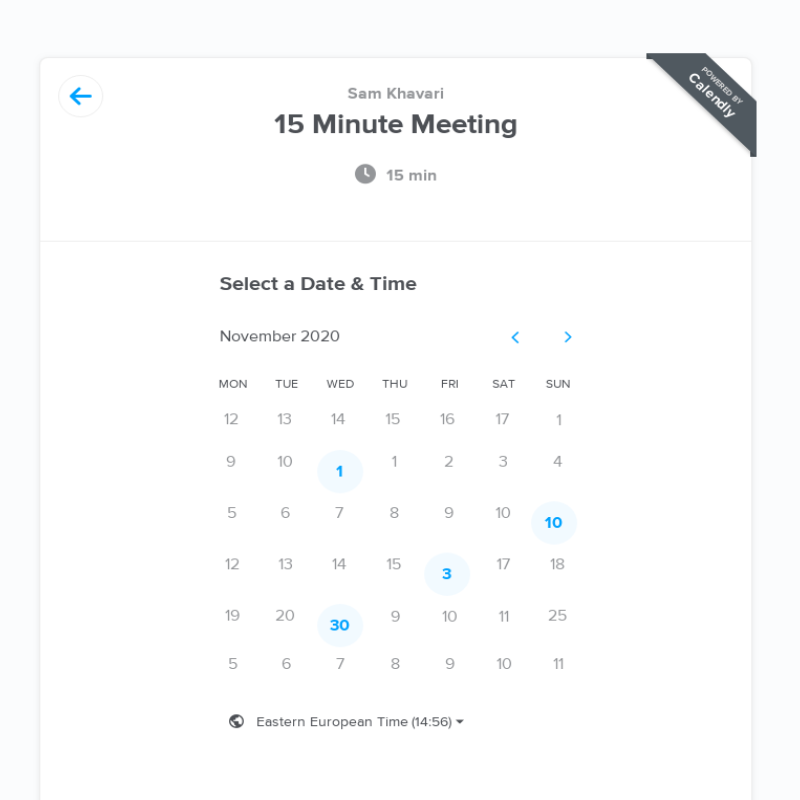 POWERED BY
Calendly
Sam Khavari
15 Minute Meeting
15 min
Select a Date & Time
November 2020
MON TUE WED THU FRI SAT SUN
12 13 14 15 16 17 1
9 10 1 1 2 3 4
5 6 7 8 9 10 10
12 13 14 15 3 17 18
19 20 30 9 10 11 25
5 6 7 8 9 10 11
Eastern European Time (14:56)